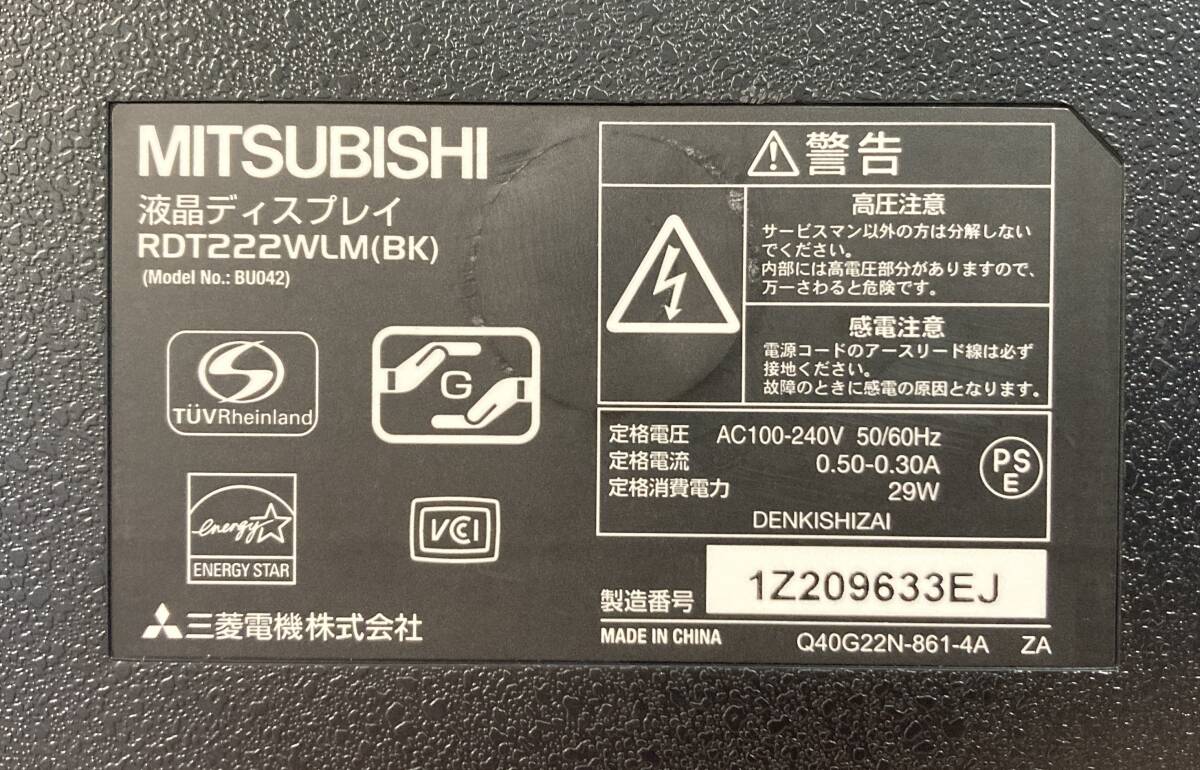 MITSUBISHI
液晶ディスプレイ
RDT222WLM(BK)
(Model No.: BU042)
TÜVRheinland
G
energy
ENERGY STAR
VCCI
三菱電機株式会社
警告
高圧注意
サービスマン以外の方は分解しない
でください。
内部には高電圧部分がありますので、
万一さわると危険です。
感電注意
電源コードのアースリード線は必ず
接地ください。
故障のときに感電の原因となります。
定格電圧 AC100-240V 50/60Hz
定格電流 0.50-0.30A
定格消費電力 29W
PSE
DENKISHIZAI
製造番号 1Z209633EJ
MADE IN CHINA Q40G22N-861-4A ZA